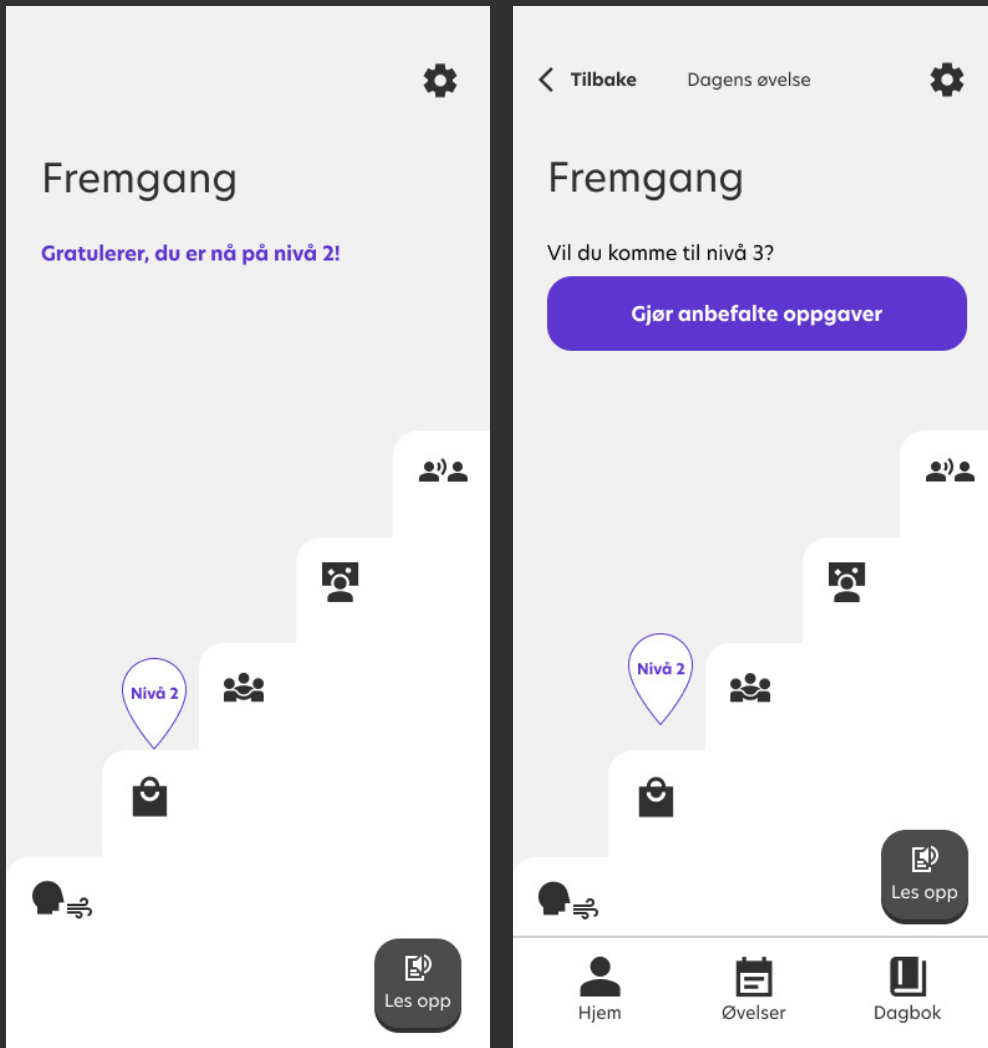 Fremgang
Gratulerer, du er nå på nivå 2!
Nivå 2
Les opp
Tilbake
Dagens øvelse
Fremgang
Vil du komme til nivå 3?
Gjør anbefalte oppgaver
Nivå 2
Les opp
Hjem
Øvelser
Dagbok